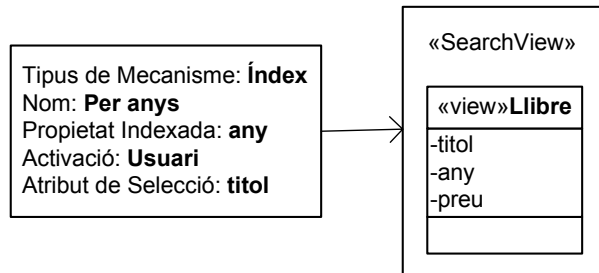 Tipus de Mecanisme: Índex
Nom: Per anys
Propietat Indexada: any
Activació: Usuari
Atribut de Selecció: titol
«SearchView»
«view»Llibre
-titol
-any
-preu